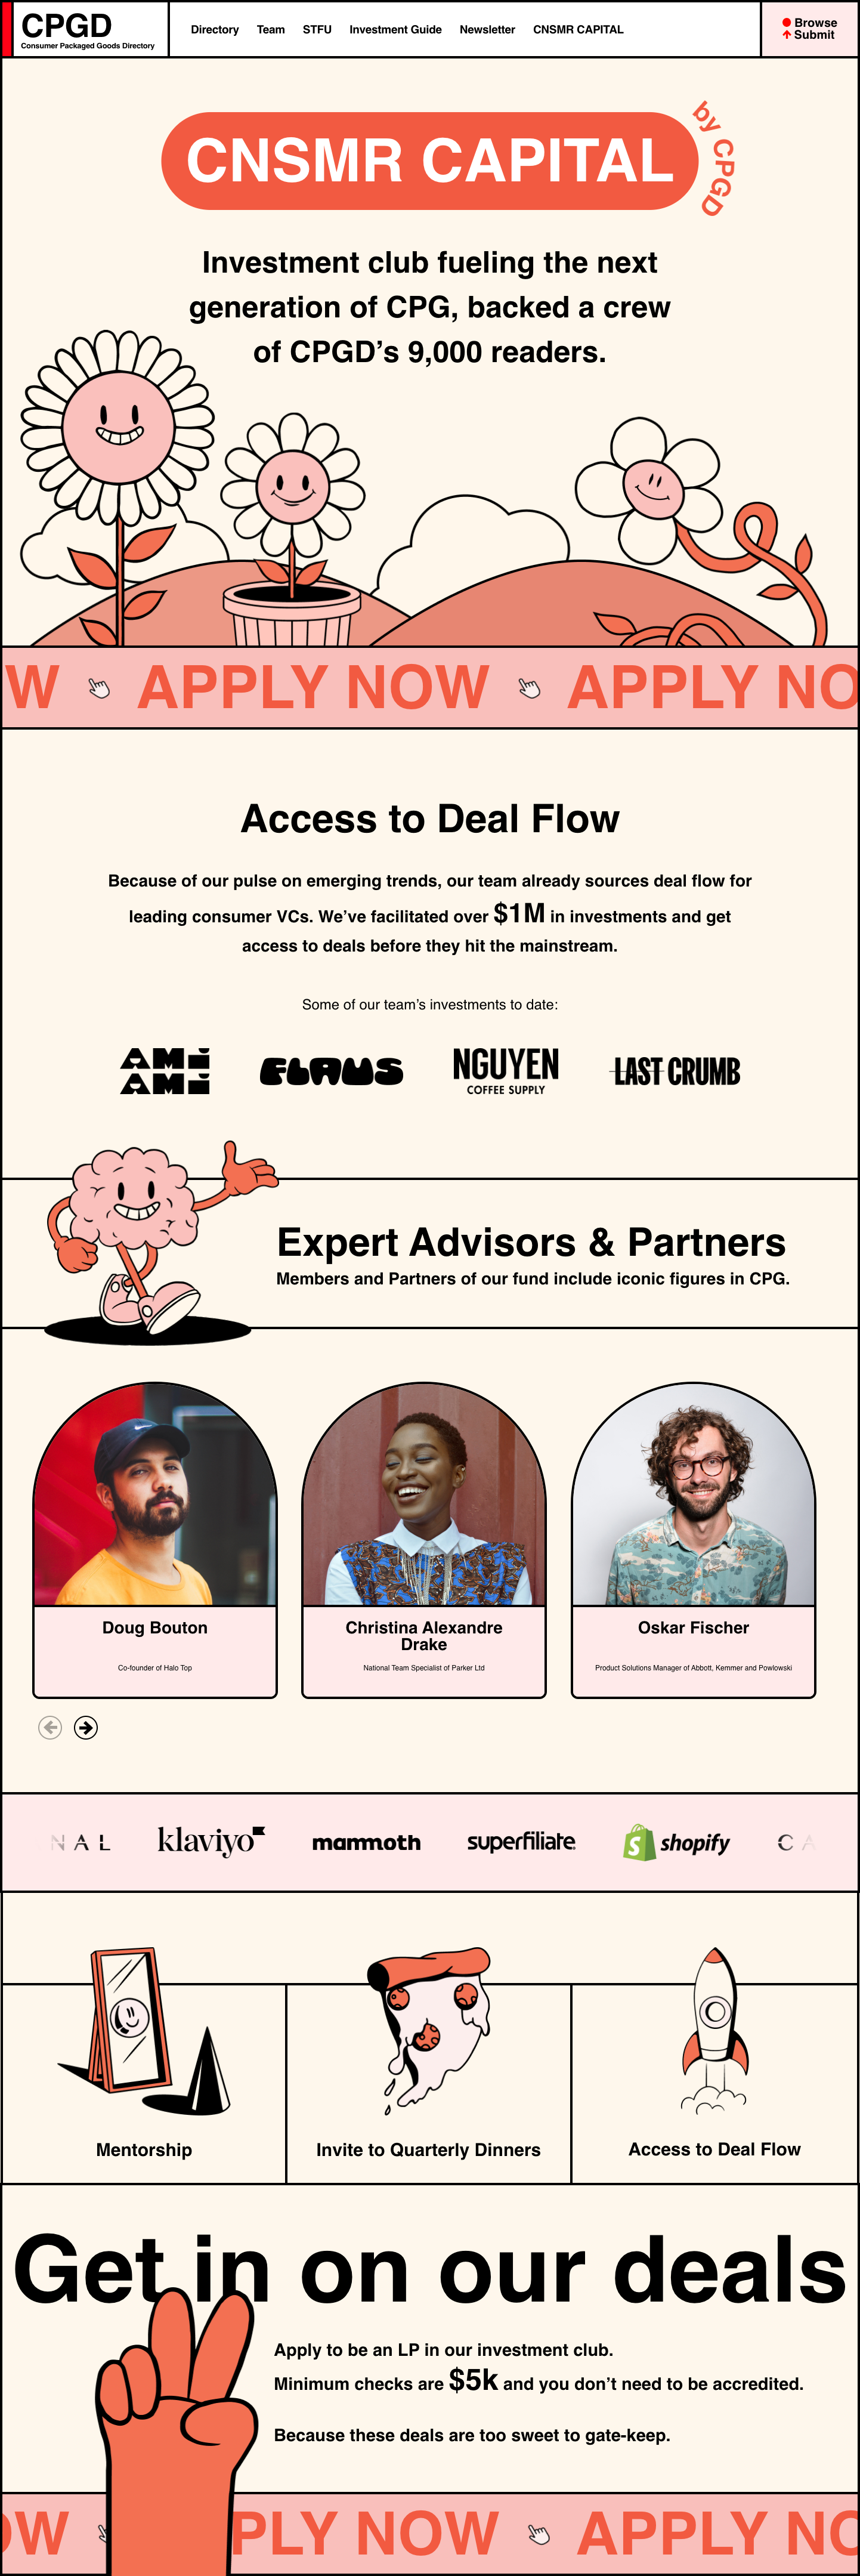 CPGD
Consumer Packaged Goods Directory
Directory
Team
STFU
Investment Guide
Newsletter
CNSMR CAPITAL
Browse
Submit
CNSMR CAPITAL
by CPGD
Investment club fueling the next
generation of CPG, backed a crew
of CPGD’s 9,000 readers.
W APPLY NOW APPLY NO
Access to Deal Flow
Because of our pulse on emerging trends, our team already sources deal flow for
leading consumer VCs. We’ve facilitated over $1M in investments and get
access to deals before they hit the mainstream.
Some of our team’s investments to date:
AMi
AMi
FLAUS
NGUYEN
COFFEE SUPPLY
LAST CRUMB
Expert Advisors & Partners
Members and Partners of our fund include iconic figures in CPG.
Doug Bouton
Co-founder of Halo Top
Christina Alexandre
Drake
National Team Specialist of Parker Ltd
Oskar Fischer
Product Solutions Manager of Abbott, Kemmer and Powlowski
NAL
klaviyo
mammoth
superfiliate
shopify
CA
Mentorship
Invite to Quarterly Dinners
Access to Deal Flow
Get in on our deals
Apply to be an LP in our investment club.
Minimum checks are $5k and you don’t need to be accredited.
Because these deals are too sweet to gate-keep.
OW PLY NOW APPLY NO